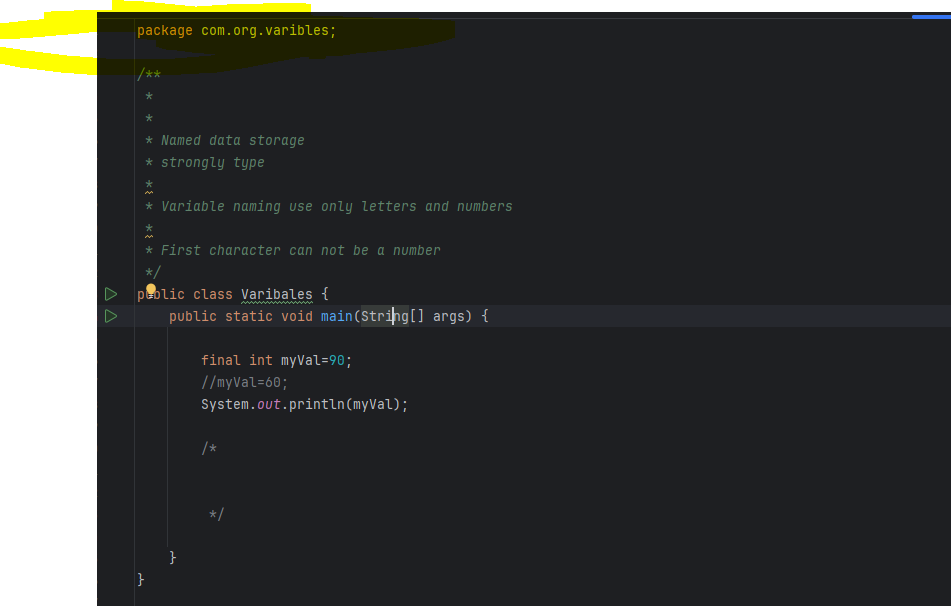 package com.org.varibles;
/**
*
*
* Named data storage
* strongly type
*
* Variable naming use only letters and numbers
*
* First character can not be a number
*/
public class Varibales {
public static void main(String[] args) {
final int myVal=90;
//myVal=60;
System.out.println(myVal);
/*
*/
}
}